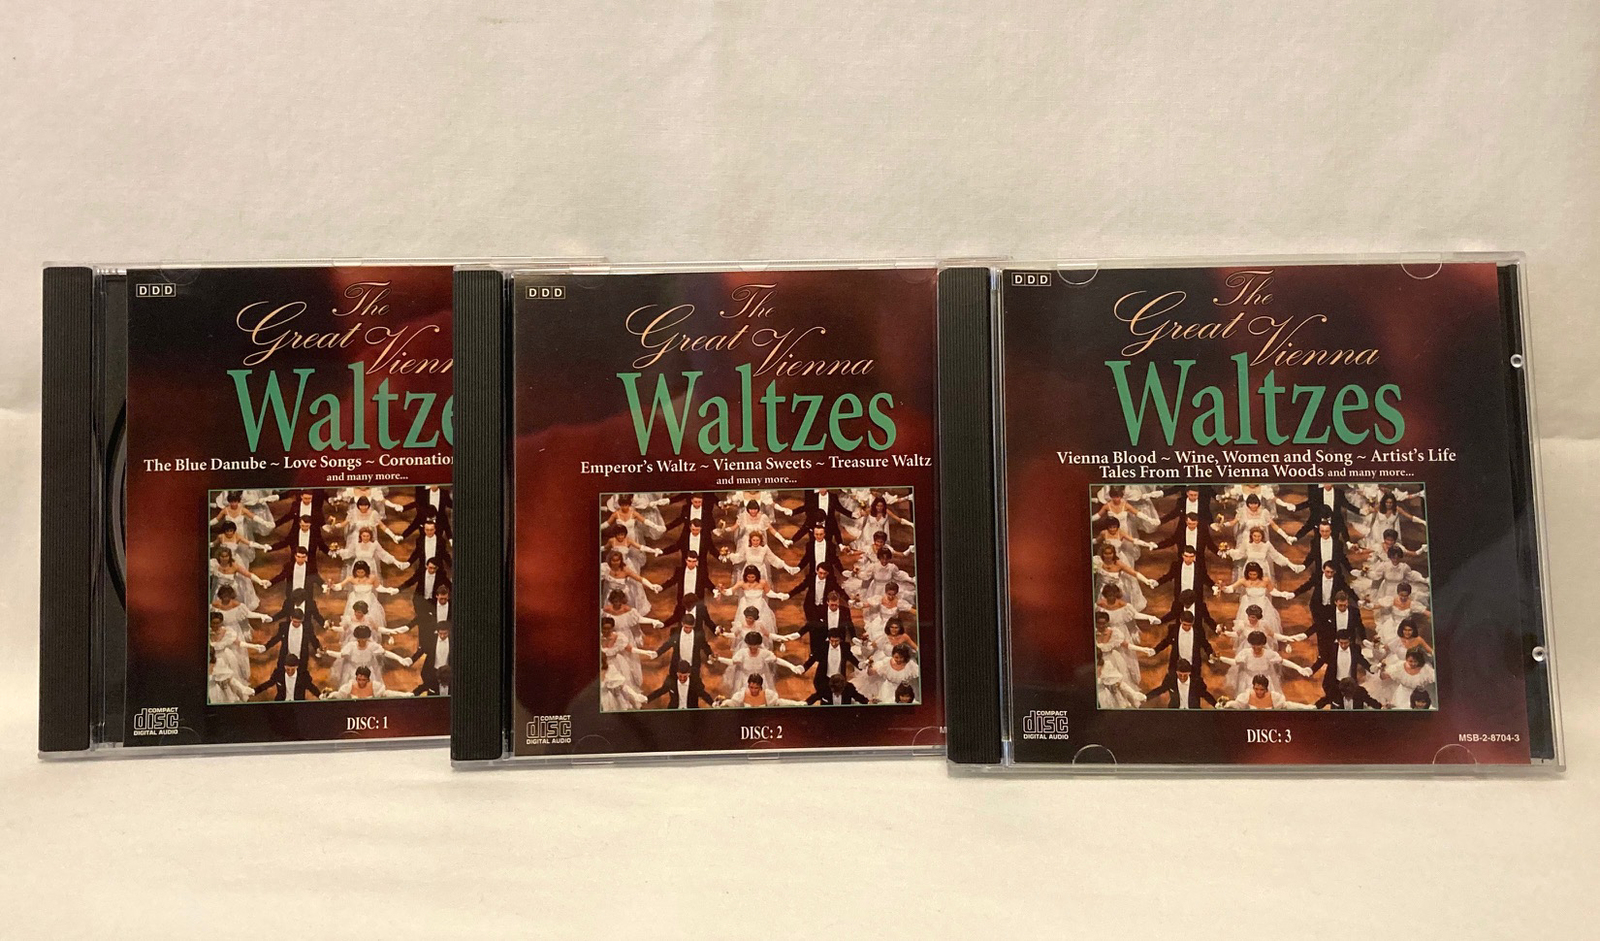 DDD
The
Great Vienn
Waltze
The Blue Danube ~ Love Songs ~ Coronation
and many more...
COMPACT
disc
DIGITAL AUDIO
DISC: 1
DDD
The
Great Vienna
Waltzes
Emperor's Waltz ~ Vienna Sweets ~ Treasure Waltz
and many more...
COMPACT
disc
DIGITAL AUDIO
DISC: 2
M
DDD
The
Great Vienna
Waltzes
Vienna Blood ~ Wine, Women and Song ~ Artist's Life
Tales From The Vienna Woods and many more...
COMPACT
disc
DIGITAL AUDIO
DISC: 3
MSB-2-8704-3